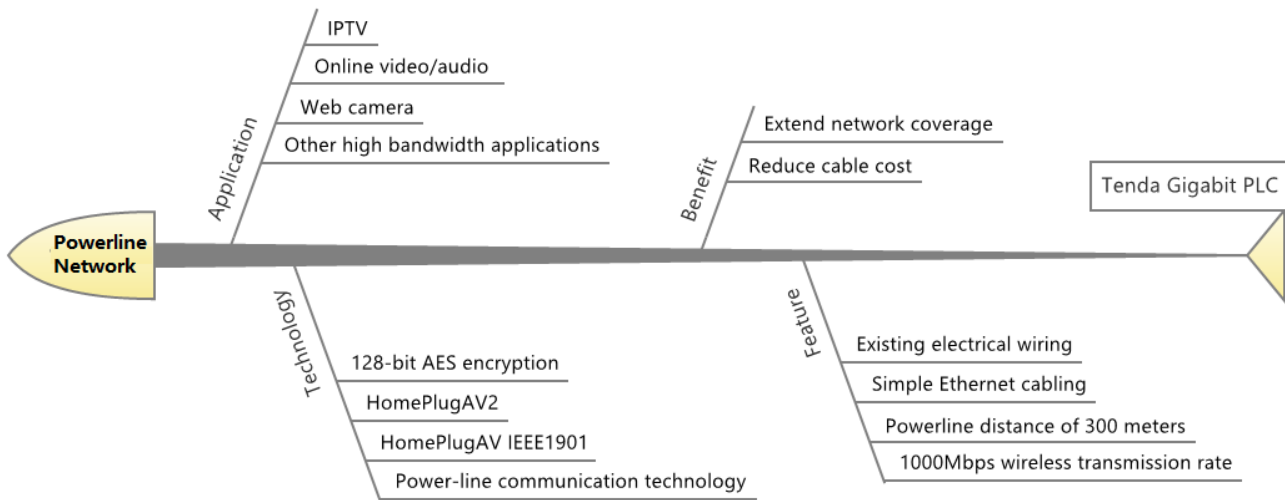 IPTV
Online video/audio
Web camera
Other high bandwidth applications
Application
Extend network coverage
Reduce cable cost
Benefit
Tenda Gigabit PLC
Powerline
Network
Technology
128-bit AES encryption
HomePlugAV2
HomePlugAV IEEE1901
Power-line communication technology
Feature
Existing electrical wiring
Simple Ethernet cabling
Powerline distance of 300 meters
1000Mbps wireless transmission rate